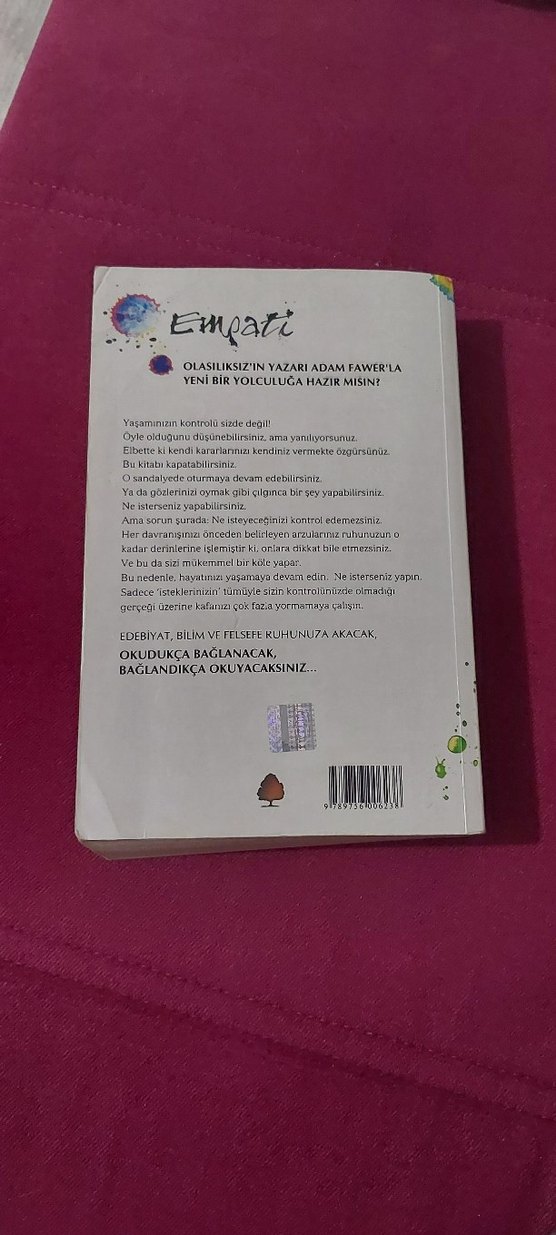 Empati
OLASILIKSIZ'IN YAZARI ADAM FAWER'LA
YENİ BİR YOLCULUĞA HAZIR MISIN?
Yaşamınızın kontrolü sizde değil!
Öyle olduğunu düşünebilirsiniz, ama yanılıyorsunuz.
Elbette ki kendi kararlarınızı kendiniz vermekte özgürsünüz.
Bu kitabı kapatabilirsiniz.
O sandalyede oturmaya devam edebilirsiniz.
Ya da gözlerinizi oymak gibi çılgınca bir şey yapabilirsiniz.
Ne isterseniz yapabilirsiniz.
Ama sorun şurada: Ne isteyeceğinizi kontrol edemezsiniz.
Her davranışınızı önceden belirleyen arzularınız ruhunuzun o
kadar derinlerine işlemiştir ki, onlara dikkat bile etmezsiniz.
Ve bu da sizi mükemmel bir köle yapar.
Bu nedenle, hayatınızı yaşamaya devam edin. Ne isterseniz yapın.
Sadece 'isteklerinizin' tümüyle sizin kontrolünüzde olmadığı
gerçeği üzerine kafanızı çok fazla yormamaya çalışın.
EDEBİYAT, BİLİM VE FELSEFE RUHUNUZA AKACAK,
OKUDUKÇA BAĞLANACAK,
BAĞLANDIKÇA OKUYACAKSINIZ...
9 789756 006238